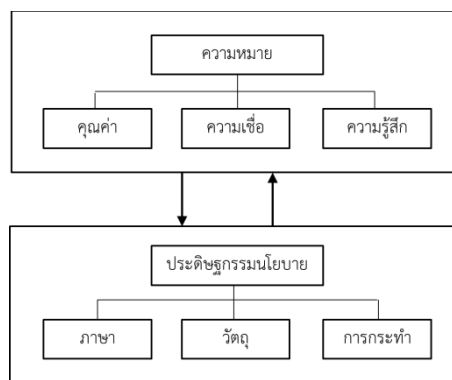 ความหมาย
คุณค่า ความเชื่อ ความรู้สึก
ประดิษฐกรรมนโยบาย
ภาษา วัตถุ การกระทำ